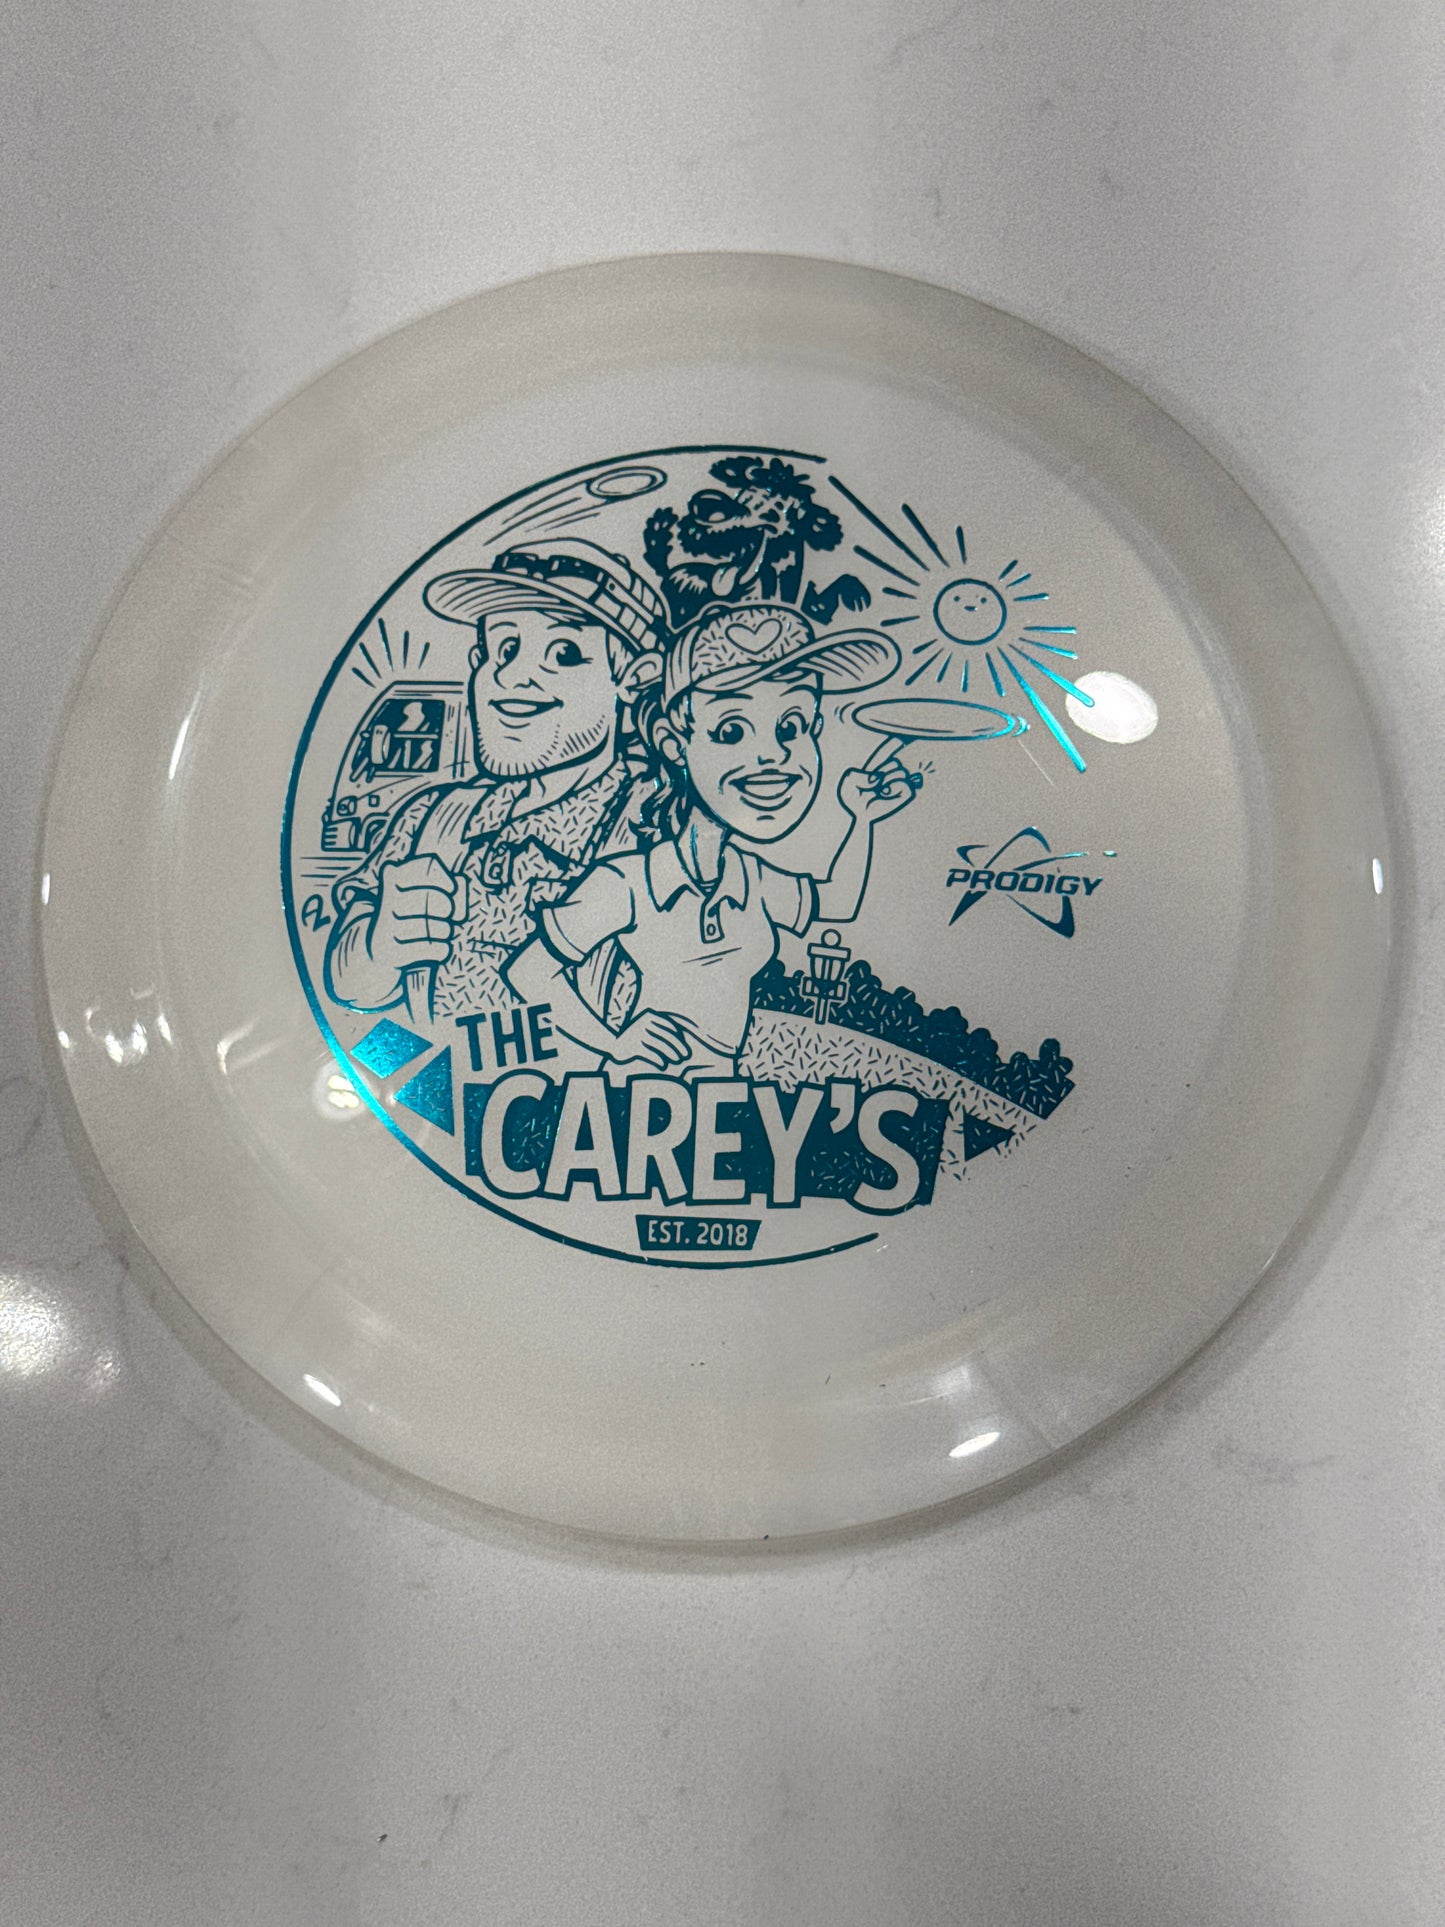 PRODIGY
THE
CAREY'S
EST. 2018